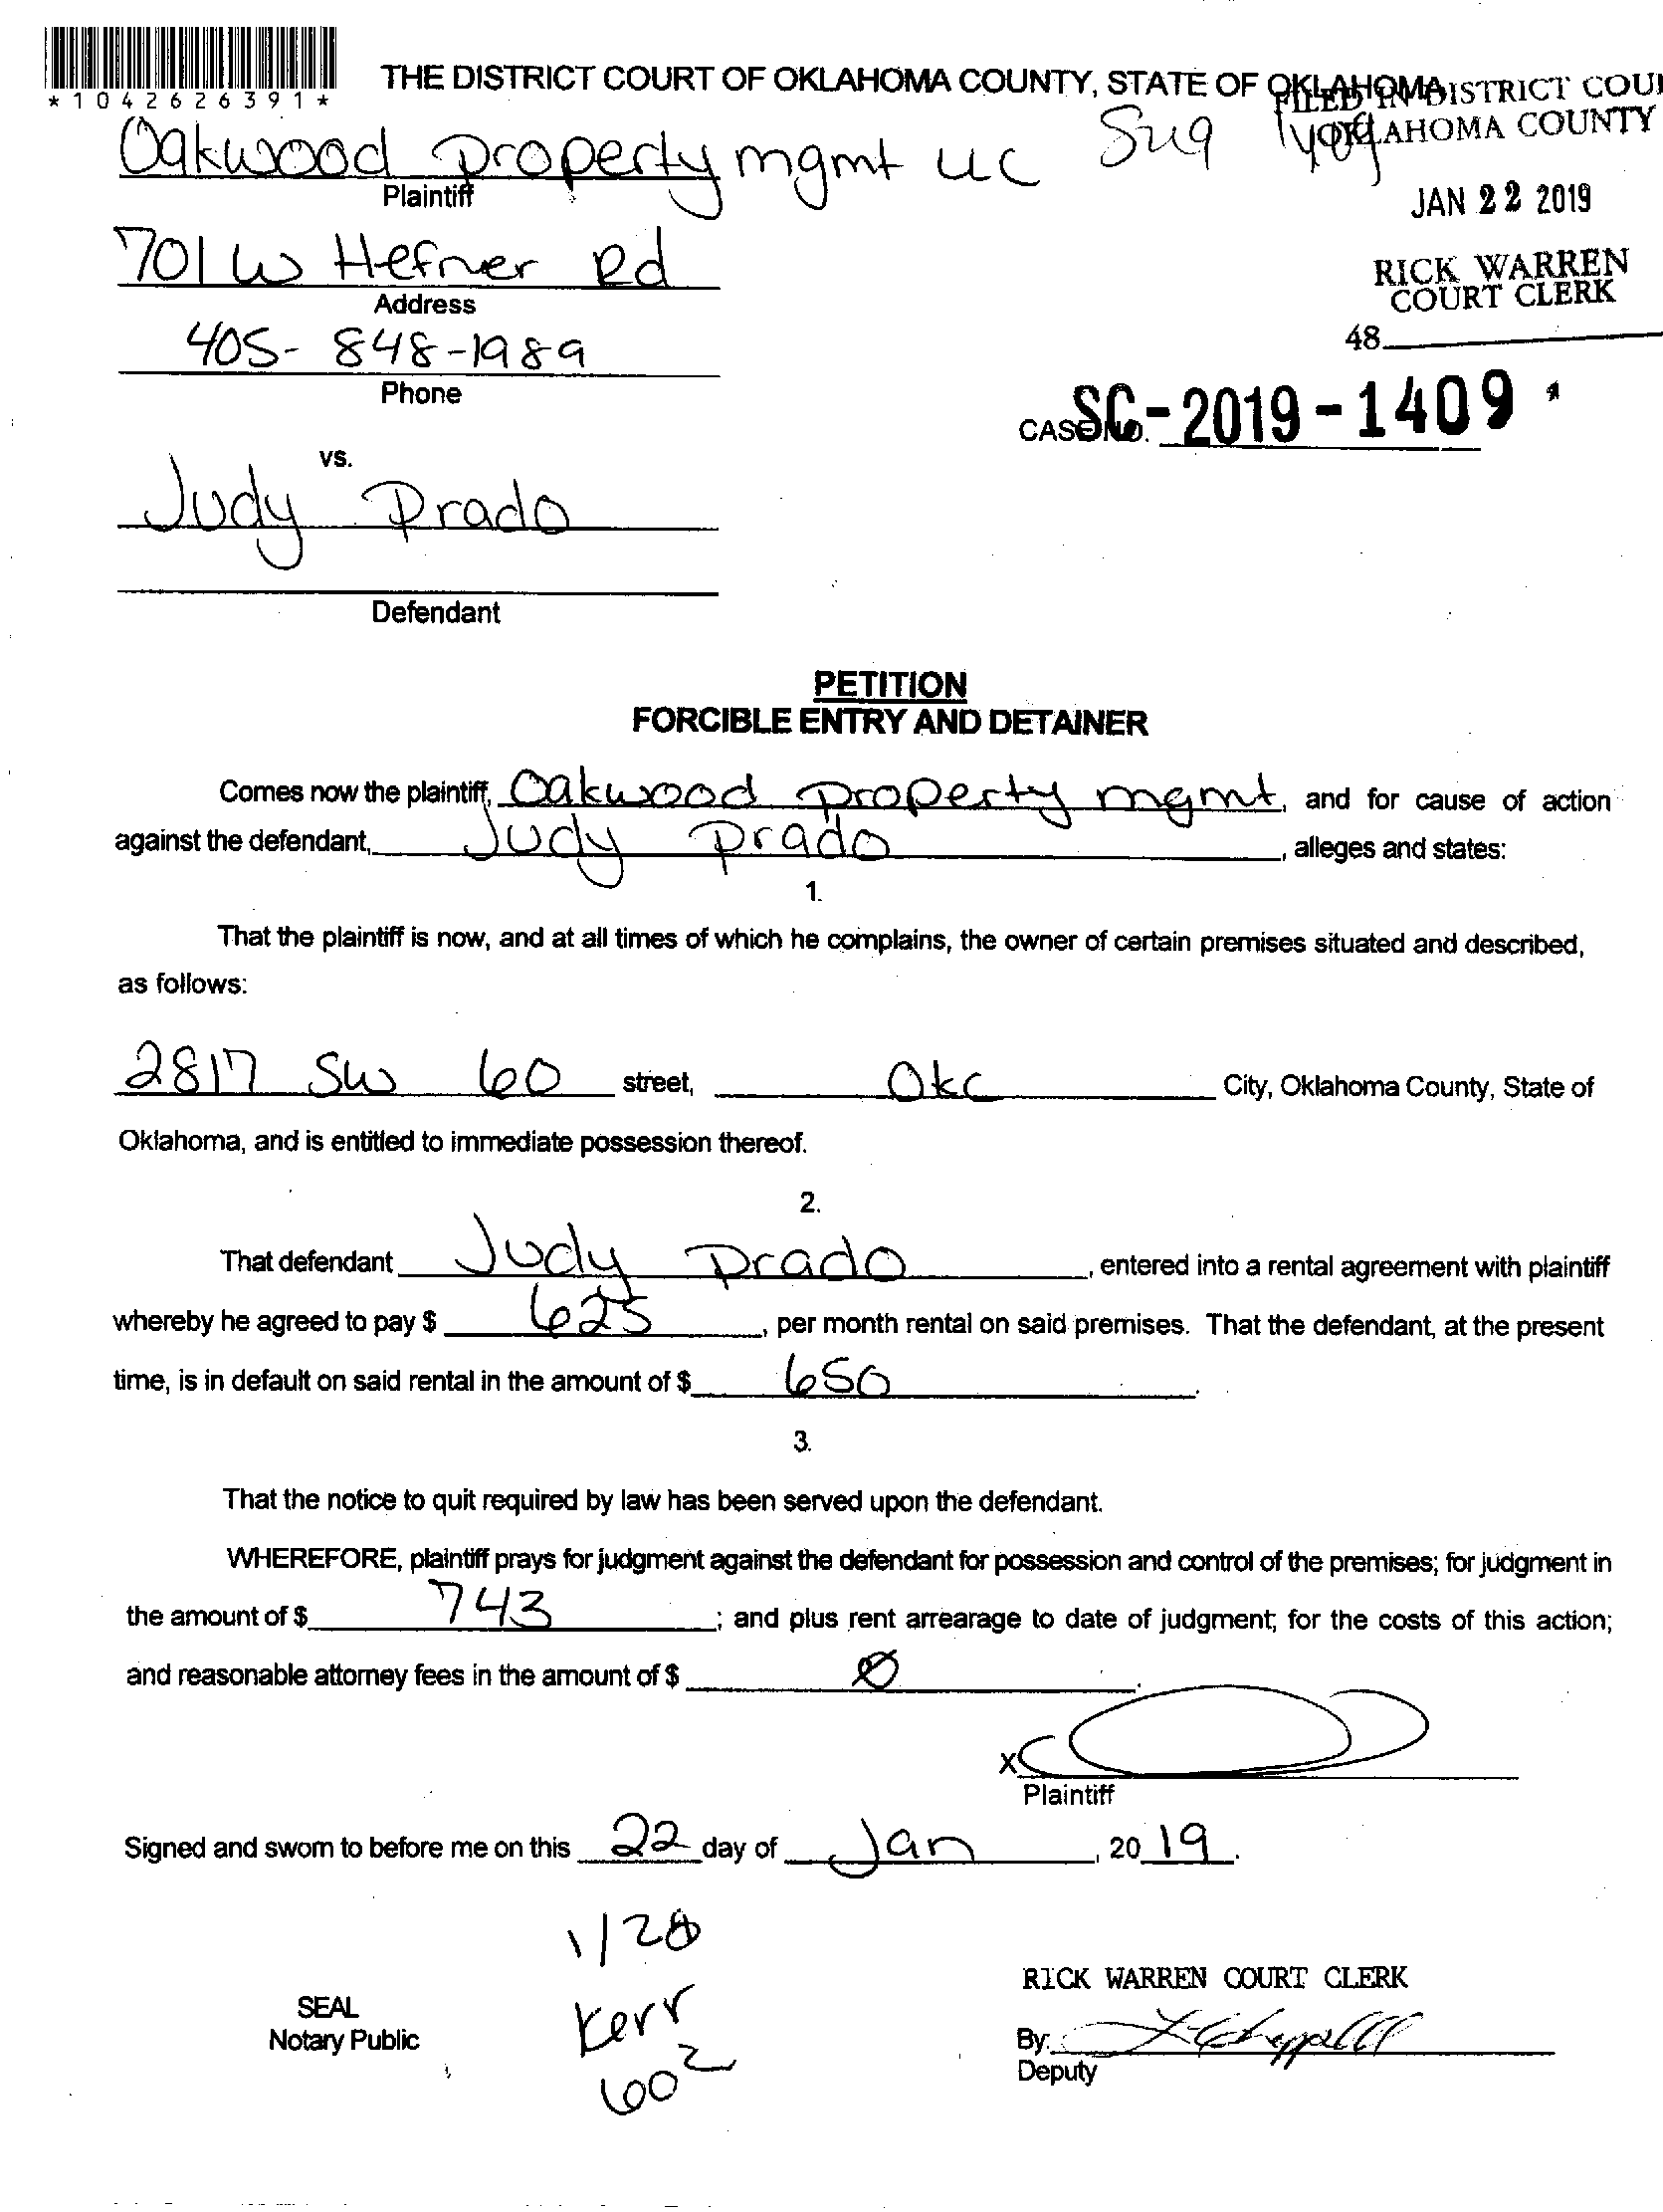 *1042626391*
THE DISTRICT COURT OF OKLAHOMA COUNTY, STATE OF OKLAHOMA
FILED IN DISTRICT COU
OKLAHOMA COUNTY
Oakwood property mgmt LLC
Plaintiff
JAN 22 2019
701 W Hefner Rd
Address
RICK WARREN
COURT CLERK
405-848-1989
48
Phone
CASE NO. SC-2019-1409
vs.
Judy Prado
Defendant
PETITION
FORCIBLE ENTRY AND DETAINER
Comes now the plaintiff, Oakwood property mgmt, and for cause of action
against the defendant, Judy prado, alleges and states:
1.
That the plaintiff is now, and at all times of which he complains, the owner of certain premises situated and described,
as follows:
2817 SW 60 street, Okc City, Oklahoma County, State of
Oklahoma, and is entitled to immediate possession thereof.
2.
That defendant Judy Prado, entered into a rental agreement with plaintiff
whereby he agreed to pay $ 625, per month rental on said premises. That the defendant, at the present
time, is in default on said rental in the amount of $ 650.
3.
That the notice to quit required by law has been served upon the defendant.
WHEREFORE, plaintiff prays for judgment against the defendant for possession and control of the premises; for judgment in
the amount of $ 743; and plus rent arrearage to date of judgment; for the costs of this action;
and reasonable attorney fees in the amount of $ 0.
x
Plaintiff
Signed and sworn to before me on this 22 day of Jan, 2019.
Kerr
602
RICK WARREN COURT CLERK
SEAL
Notary Public
By:
Deputy